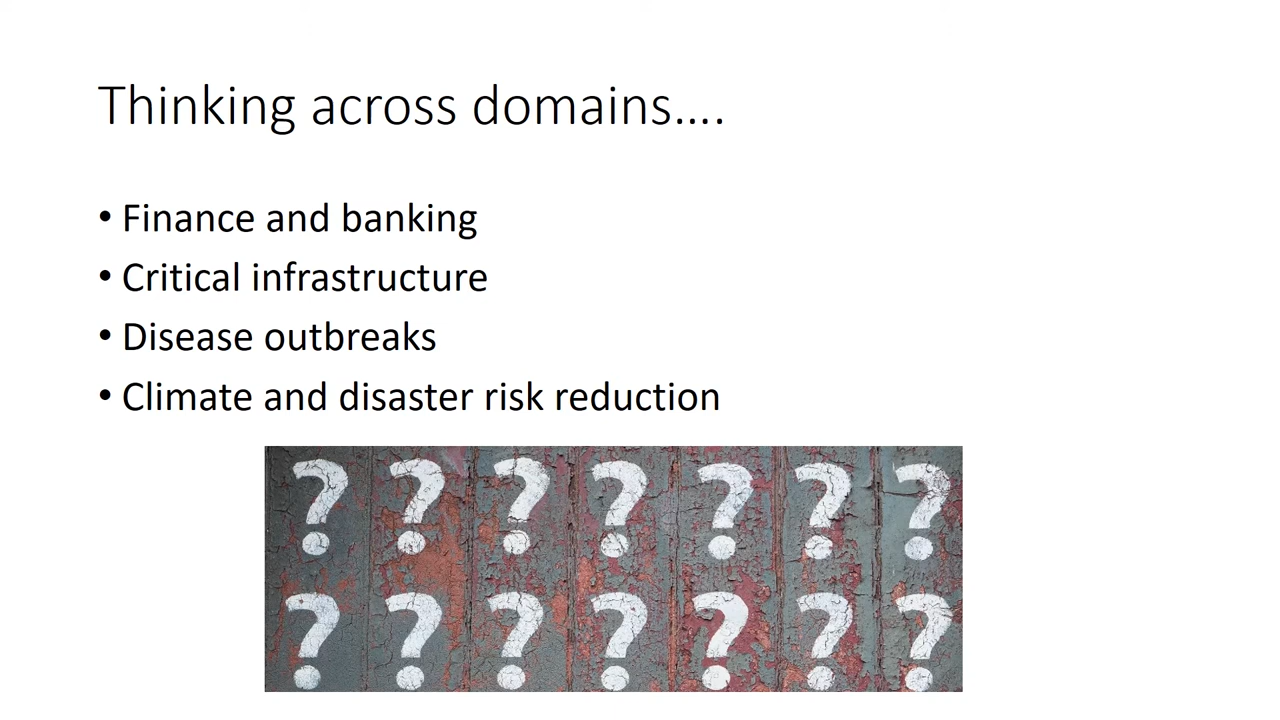 Thinking across domains....
• Finance and banking
• Critical infrastructure
• Disease outbreaks
• Climate and disaster risk reduction
? ? ? ? ? ? ?
? ? ? ? ? ? ?